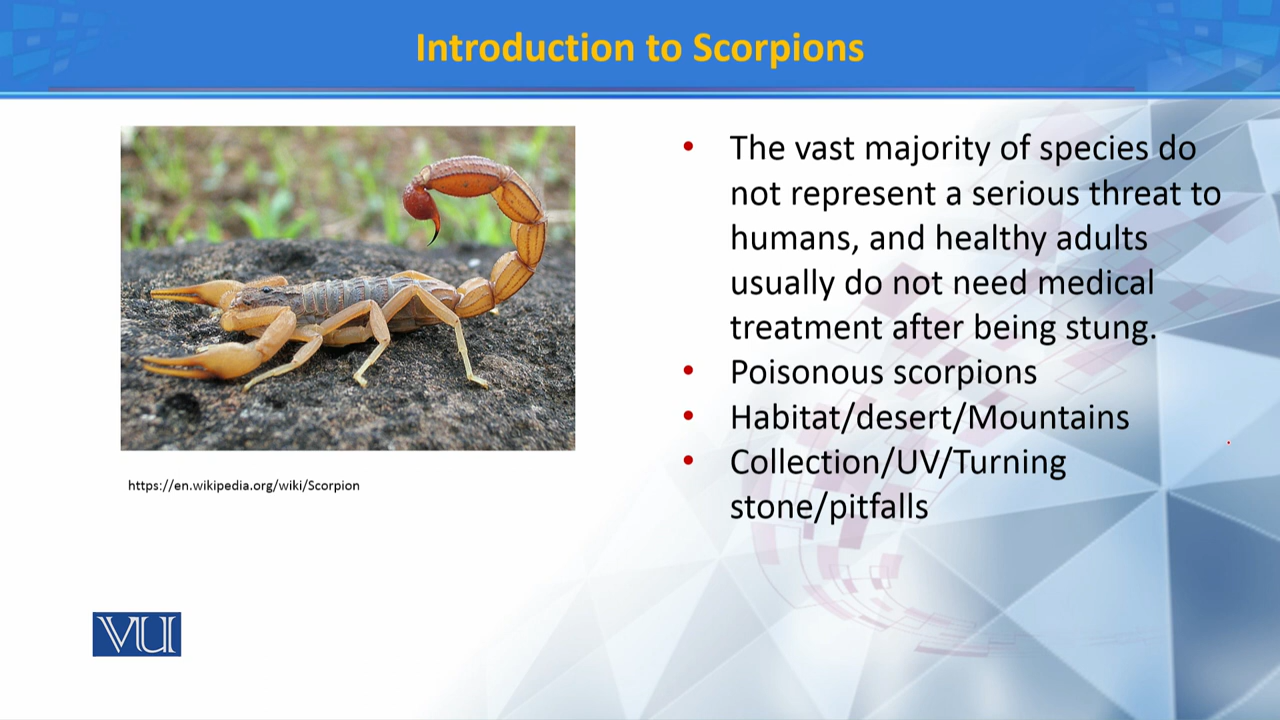 Introduction to Scorpions
• The vast majority of species do
not represent a serious threat to
humans, and healthy adults
usually do not need medical
treatment after being stung.
• Poisonous scorpions
• Habitat/desert/Mountains
• Collection/UV/Turning
stone/pitfalls
https://en.wikipedia.org/wiki/Scorpion
VU